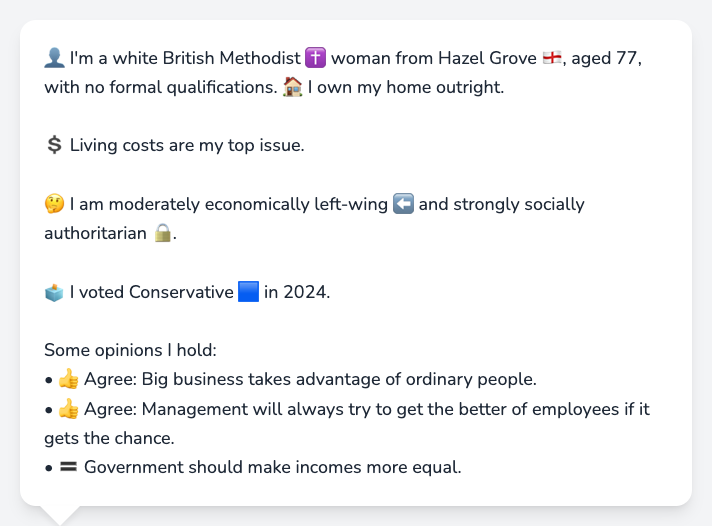 👤 I'm a white British Methodist ✝️ woman from Hazel Grove 🏴󠁧󠁢󠁥󠁮󠁧󠁿, aged 77,
with no formal qualifications. 🏠 I own my home outright.
💲 Living costs are my top issue.
🤔 I am moderately economically left-wing ⬅️ and strongly socially
authoritarian 🔒.
🗳️ I voted Conservative 🟦 in 2024.
Some opinions I hold:
• 👍 Agree: Big business takes advantage of ordinary people.
• 👍 Agree: Management will always try to get the better of employees if it
gets the chance.
• 🟰 Government should make incomes more equal.